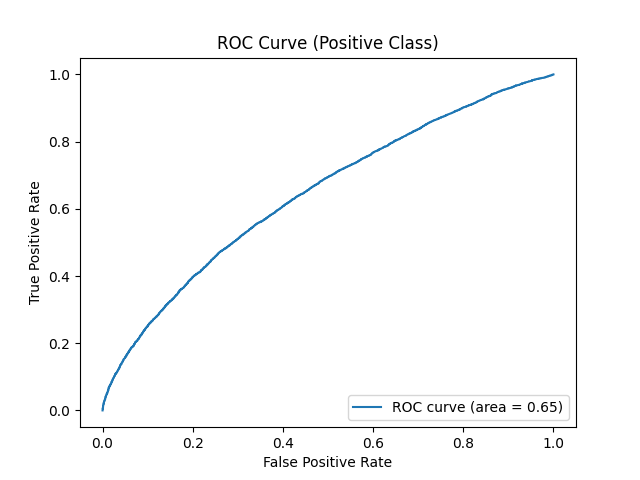 ROC Curve (Positive Class)
1.0
0.8
0.6
0.4
0.2
0.0
True Positive Rate
ROC curve (area = 0.65)
0.0 0.2 0.4 0.6 0.8 1.0
False Positive Rate